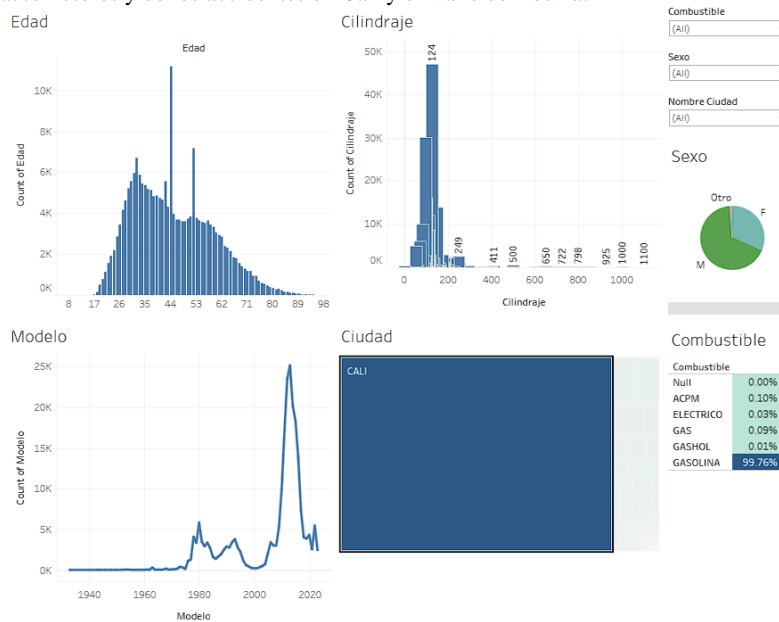 Edad
Edad
Count of Edad
10K
8K
6K
4K
2K
0K
8 17 26 35 44 53 62 71 80 89 98
Cilindraje
Count of Cilindraje
50K
40K
30K
20K
10K
0K
124
249
411
500
650
722
798
925
1000
1100
0 200 400 600 800 1000
Cilindraje
Combustible
(All)
Sexo
(All)
Nombre Ciudad
(All)
Sexo
Otro
F
M
Modelo
Count of Modelo
25K
20K
15K
10K
5K
0K
1940 1960 1980 2000 2020
Modelo
Ciudad
CALI
Combustible
Combustible
Null 0.00%
ACPM 0.10%
ELECTRICO 0.03%
GAS 0.09%
GASHOL 0.01%
GASOLINA 99.76%